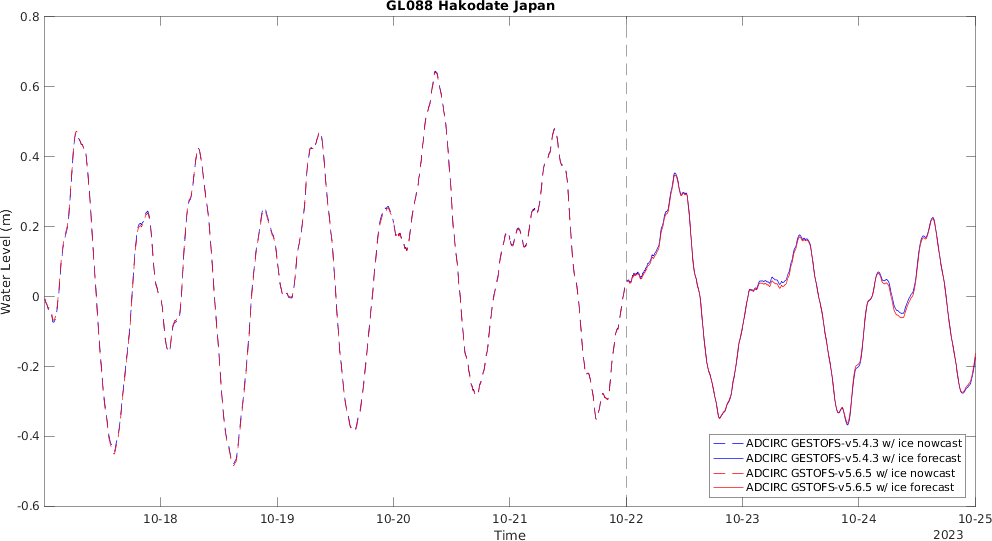 GL088 Hakodate Japan
0.8
0.6
0.4
0.2
0
-0.2
-0.4
-0.6
Water Level (m)
10-18
10-19
10-20
10-21
10-22
10-23
10-24
10-25
Time
2023
ADCIRC GESTOFS-v5.4.3 w/ ice nowcast
ADCIRC GESTOFS-v5.4.3 w/ ice forecast
ADCIRC GSTOFS-v5.6.5 w/ ice nowcast
ADCIRC GSTOFS-v5.6.5 w/ ice forecast